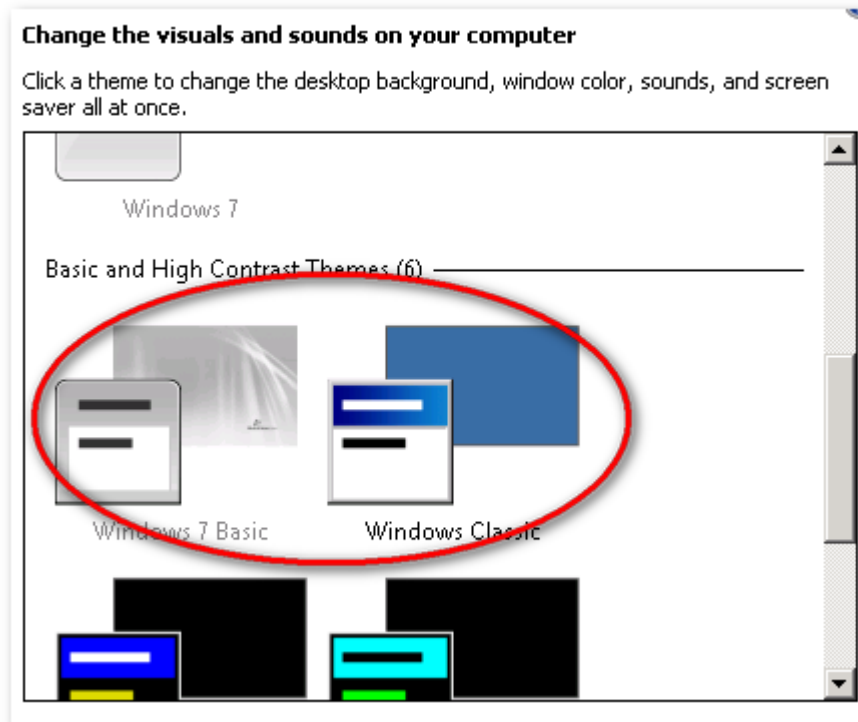 Change the visuals and sounds on your computer
Click a theme to change the desktop background, window color, sounds, and screen
saver all at once.
Windows 7
Basic and High Contrast Themes (6)
Windows 7 Basic
Windows Classic